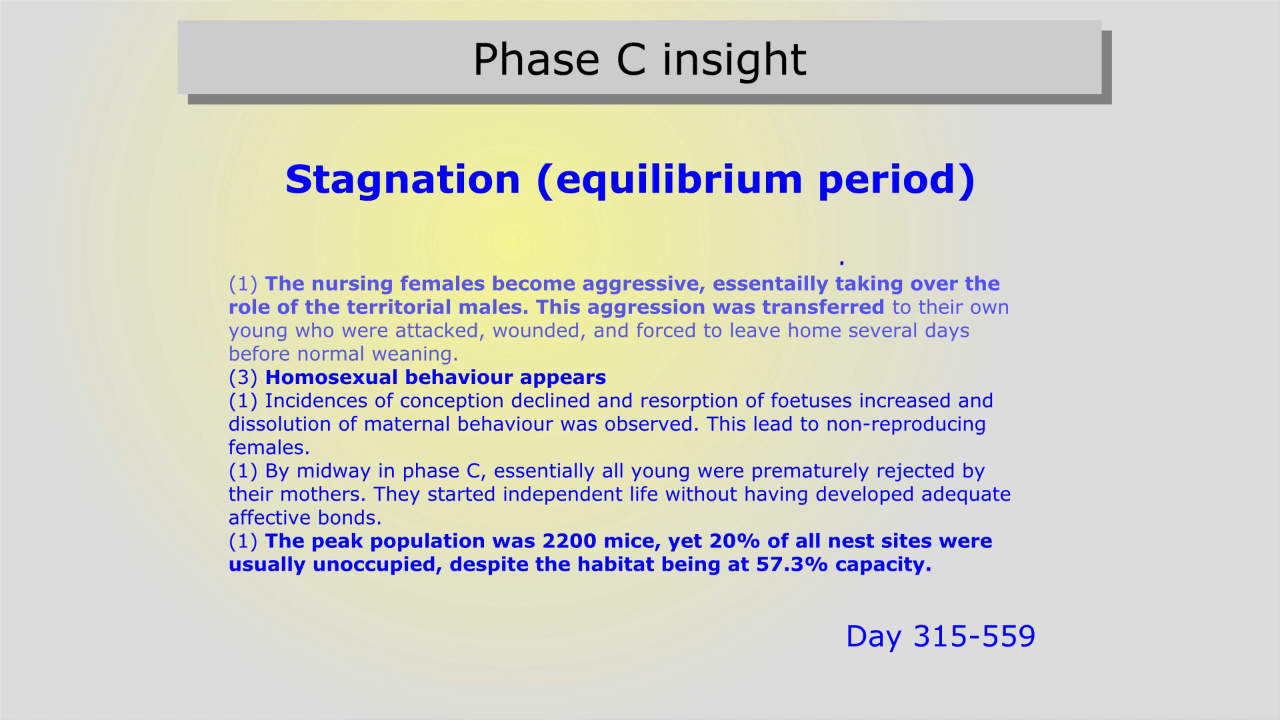 Phase C insight
Stagnation (equilibrium period)
.
(1) The nursing females become aggressive, essentailly taking over the
role of the territorial males. This aggression was transferred to their own
young who were attacked, wounded, and forced to leave home several days
before normal weaning.
(3) Homosexual behaviour appears
(1) Incidences of conception declined and resorption of foetuses increased and
dissolution of maternal behaviour was observed. This lead to non-reproducing
females.
(1) By midway in phase C, essentially all young were prematurely rejected by
their mothers. They started independent life without having developed adequate
affective bonds.
(1) The peak population was 2200 mice, yet 20% of all nest sites were
usually unoccupied, despite the habitat being at 57.3% capacity.
Day 315-559